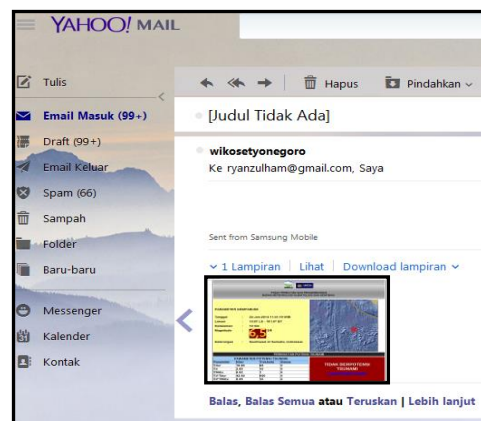 YAHOO! MAIL
Tulis
Email Masuk (99+)
Draft (99+)
Email Keluar
Spam (66)
Sampah
Folder
Baru-baru
Messenger
Kalender
Kontak
Hapus Pindahkan
[Judul Tidak Ada]
wikosetyonegoro
Ke ryanzulham@gmail.com, Saya
Sent from Samsung Mobile
1 Lampiran Lihat Download lampiran
6,5
TIDAK BERPOTENSI
TSUNAMI
Balas, Balas Semua atau Teruskan | Lebih lanjut